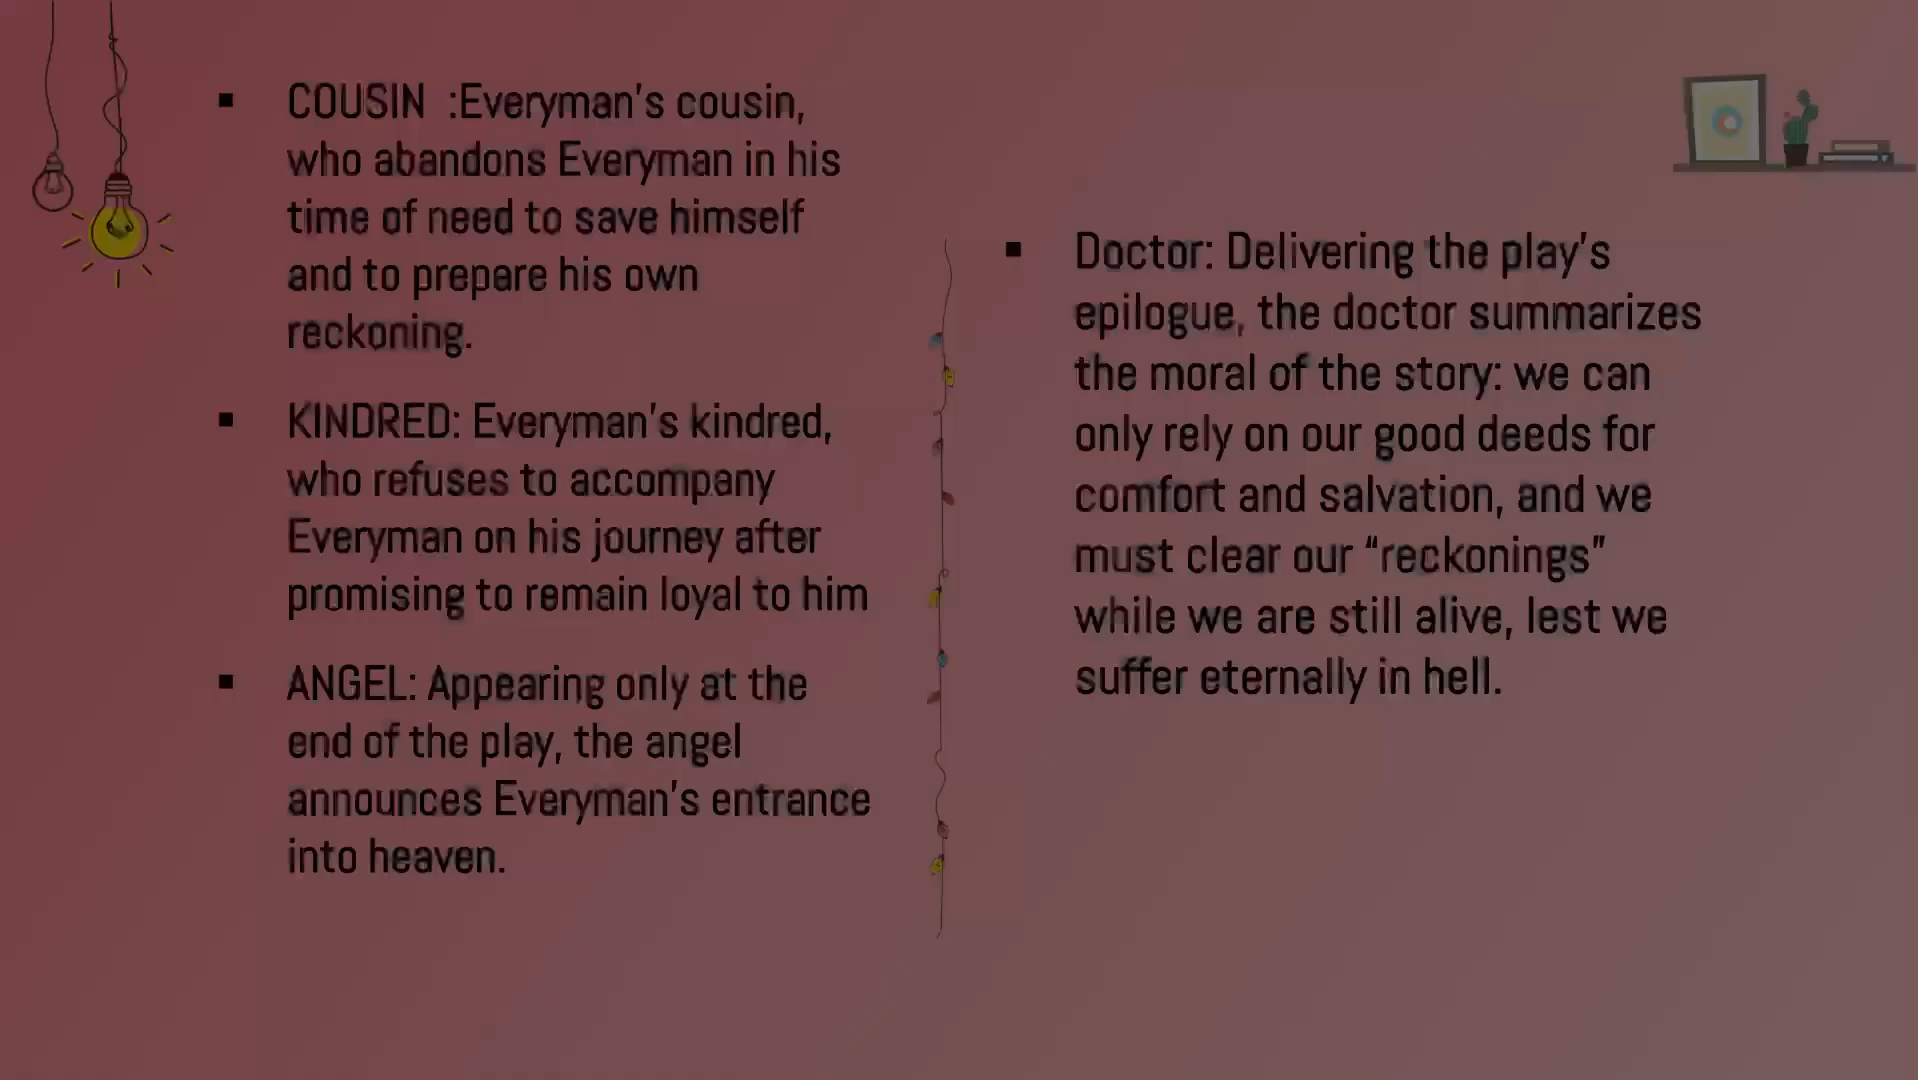 ▪ COUSIN :Everyman’s cousin,
who abandons Everyman in his
time of need to save himself
and to prepare his own
reckoning.
▪ KINDRED: Everyman’s kindred,
who refuses to accompany
Everyman on his journey after
promising to remain loyal to him
▪ ANGEL: Appearing only at the
end of the play, the angel
announces Everyman’s entrance
into heaven.
▪ Doctor: Delivering the play’s
epilogue, the doctor summarizes
the moral of the story: we can
only rely on our good deeds for
comfort and salvation, and we
must clear our “reckonings”
while we are still alive, lest we
suffer eternally in hell.